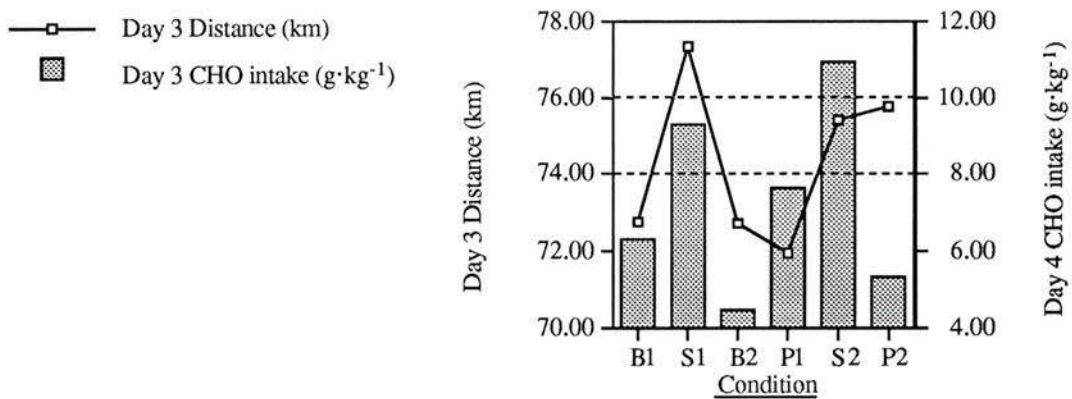 Day 3 Distance (km)
Day 3 CHO intake (g·kg-1)
Day 3 Distance (km)
78.00
76.00
74.00
72.00
70.00
12.00
10.00
8.00
6.00
4.00
Day 4 CHO intake (g·kg-1)
B1 S1 B2 P1 S2 P2
Condition